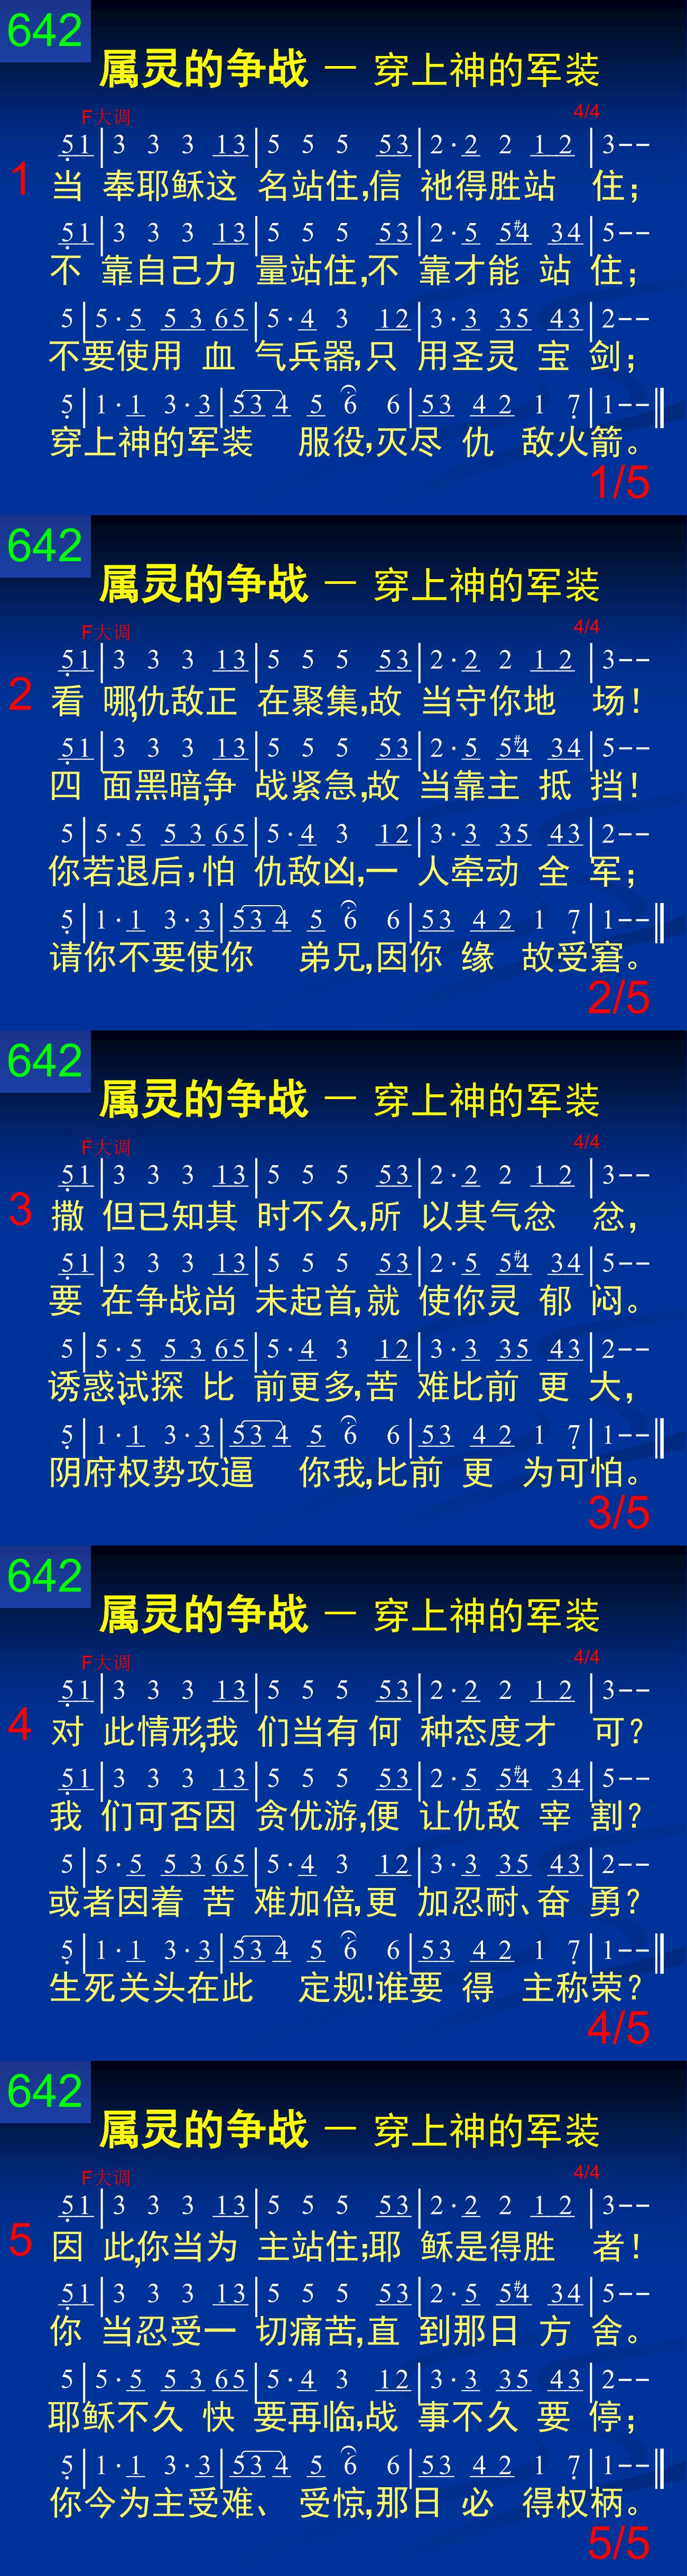 642
属灵的争战 — 穿上神的军装
F大调 4/4
51|3 3 3 13|5 5 5 53|2·2 2 12|3--
1 当 奉耶稣这 名站住,信 祂得胜站 住;
51|3 3 3 13|5 5 5 53|2·5 5#4 34|5--
不 靠自己力 量站住,不 靠才能 站 住;
5|5·5 53 65|5·4 3 12|3·3 35 43|2--
不要使用 血 气兵器,只 用圣灵 宝 剑;
5|1·1 3·3|53 4 5 6 6|53 42 1 7|1--‖
穿上神的军装 服役,灭尽 仇 敌火箭。
1/5
642
属灵的争战 — 穿上神的军装
F大调 4/4
51|3 3 3 13|5 5 5 53|2·2 2 12|3--
2 看 哪,仇敌正 在聚集,故 当守你地 场!
51|3 3 3 13|5 5 5 53|2·5 5#4 34|5--
四 面黑暗,争 战紧急,故 当靠主 抵 挡!
5|5·5 53 65|5·4 3 12|3·3 35 43|2--
你若退后,怕 仇敌凶,一 人牵动 全 军;
5|1·1 3·3|53 4 5 6 6|53 42 1 7|1--‖
请你不要使你 弟兄,因你 缘 故受窘。
2/5
642
属灵的争战 — 穿上神的军装
F大调 4/4
51|3 3 3 13|5 5 5 53|2·2 2 12|3--
3 撒 但已知其 时不久,所 以其气忿 忿,
51|3 3 3 13|5 5 5 53|2·5 5#4 34|5--
要 在争战尚 未起首,就 使你灵 郁 闷。
5|5·5 53 65|5·4 3 12|3·3 35 43|2--
诱惑、试探 比 前更多,苦 难比前 更 大,
5|1·1 3·3|53 4 5 6 6|53 42 1 7|1--‖
阴府权势攻逼 你我,比前 更 为可怕。
3/5
642
属灵的争战 — 穿上神的军装
F大调 4/4
51|3 3 3 13|5 5 5 53|2·2 2 12|3--
4 对 此情形,我 们当有 何 种态度才 可?
51|3 3 3 13|5 5 5 53|2·5 5#4 34|5--
我 们可否因 贪优游,便 让仇敌 宰 割?
5|5·5 53 65|5·4 3 12|3·3 35 43|2--
或者因着 苦 难加倍,更 加忍耐、奋 勇?
5|1·1 3·3|53 4 5 6 6|53 42 1 7|1--‖
生死关头在此 定规!谁要 得 主称荣?
4/5
642
属灵的争战 — 穿上神的军装
F大调 4/4
51|3 3 3 13|5 5 5 53|2·2 2 12|3--
5 因 此,你当为 主站住;耶 稣是得胜 者!
51|3 3 3 13|5 5 5 53|2·5 5#4 34|5--
你 当忍受一 切痛苦,直 到那日 方 舍。
5|5·5 53 65|5·4 3 12|3·3 35 43|2--
耶稣不久 快 要再临,战 事不久 要 停;
5|1·1 3·3|53 4 5 6 6|53 42 1 7|1--‖
你今为主受难、 受惊,那日 必 得权柄。
5/5